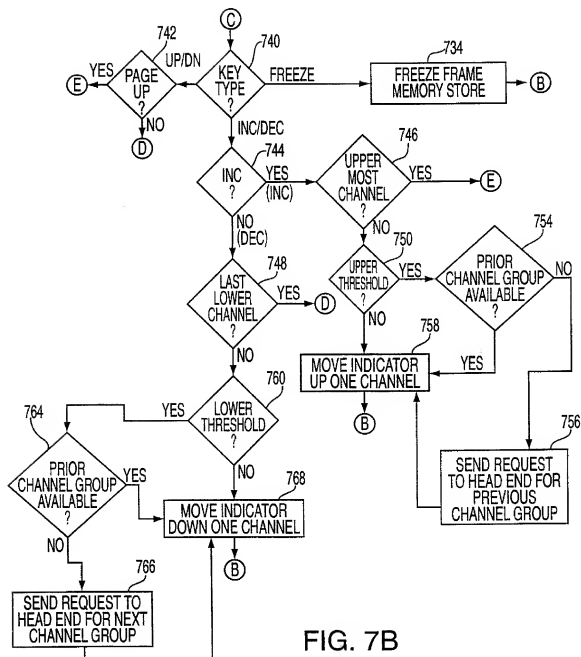 C
742
740
UP/DN
734
YES
PAGE
UP
?
KEY
TYPE
?
FREEZE
FREEZE FRAME
MEMORY STORE
B
E
NO
D
INC/DEC
744
746
INC
?
YES
(INC)
UPPER
MOST
CHANNEL
?
YES
E
NO
(DEC)
NO
748
750
754
LAST
LOWER
CHANNEL
?
YES
D
UPPER
THRESHOLD
?
YES
PRIOR
CHANNEL GROUP
AVAILABLE
?
NO
NO
NO
758
YES
MOVE INDICATOR
UP ONE CHANNEL
B
760
764
YES
LOWER
THRESHOLD
?
756
SEND REQUEST
TO HEAD END FOR
PREVIOUS
CHANNEL GROUP
PRIOR
CHANNEL GROUP
AVAILABLE
?
YES
NO
768
MOVE INDICATOR
DOWN ONE CHANNEL
B
NO
766
SEND REQUEST TO
HEAD END FOR NEXT
CHANNEL GROUP
FIG. 7B